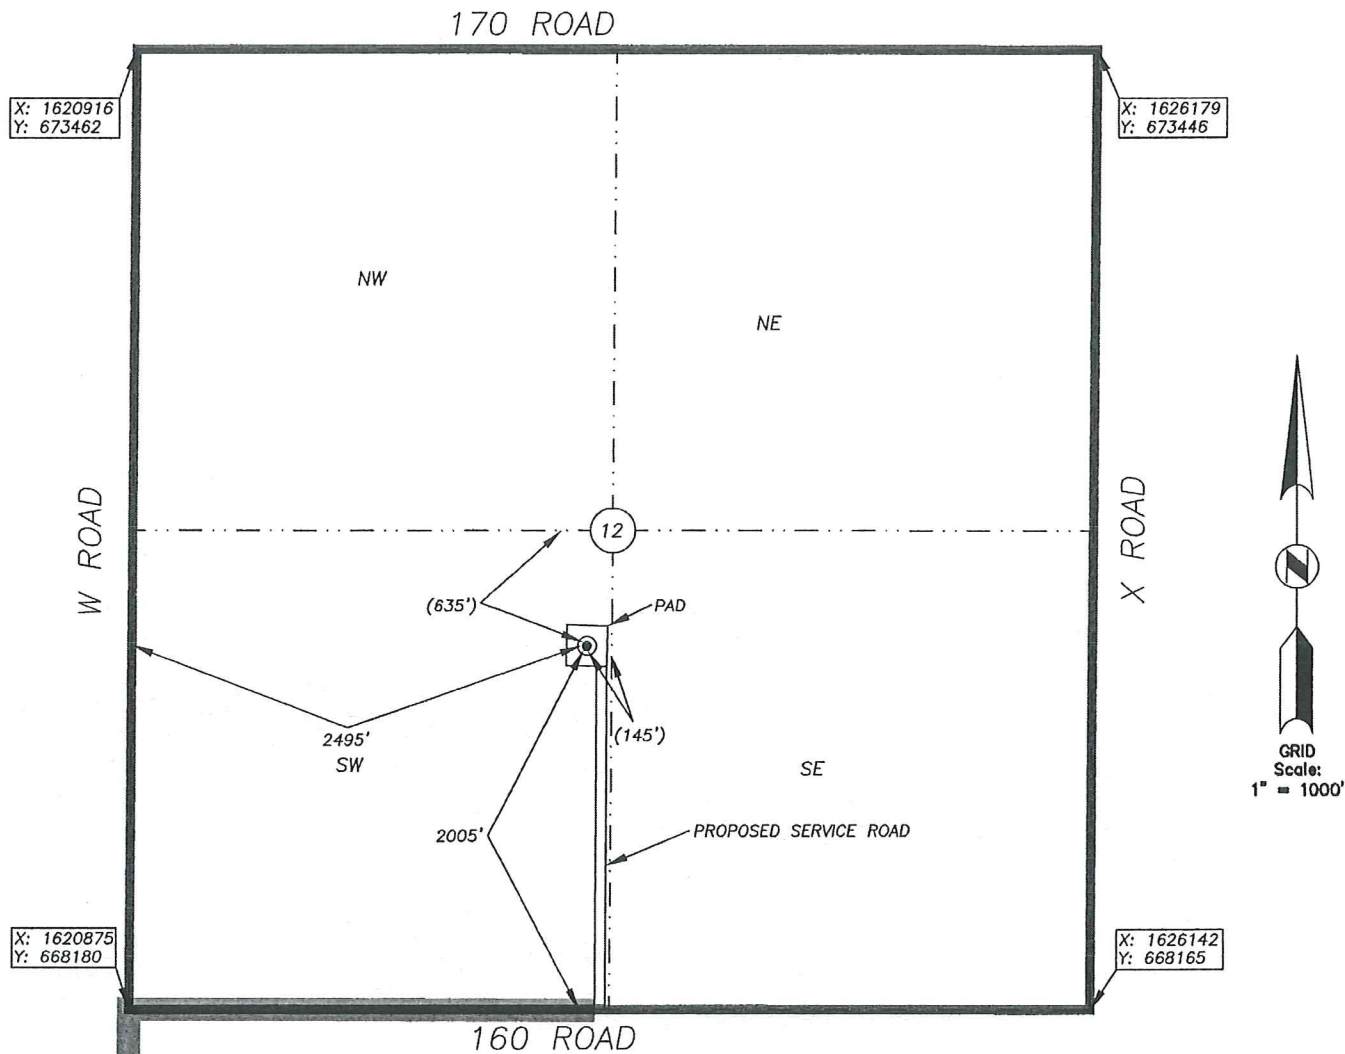 170 ROAD
X: 1620916
Y: 673462
X: 1626179
Y: 673446
NW
NE
W ROAD
12
X ROAD
(635')
PAD
2495'
SW
(145')
SE
2005'
PROPOSED SERVICE ROAD
N
GRID
Scale:
1" = 1000'
X: 1620875
Y: 668180
X: 1626142
Y: 668165
160 ROAD